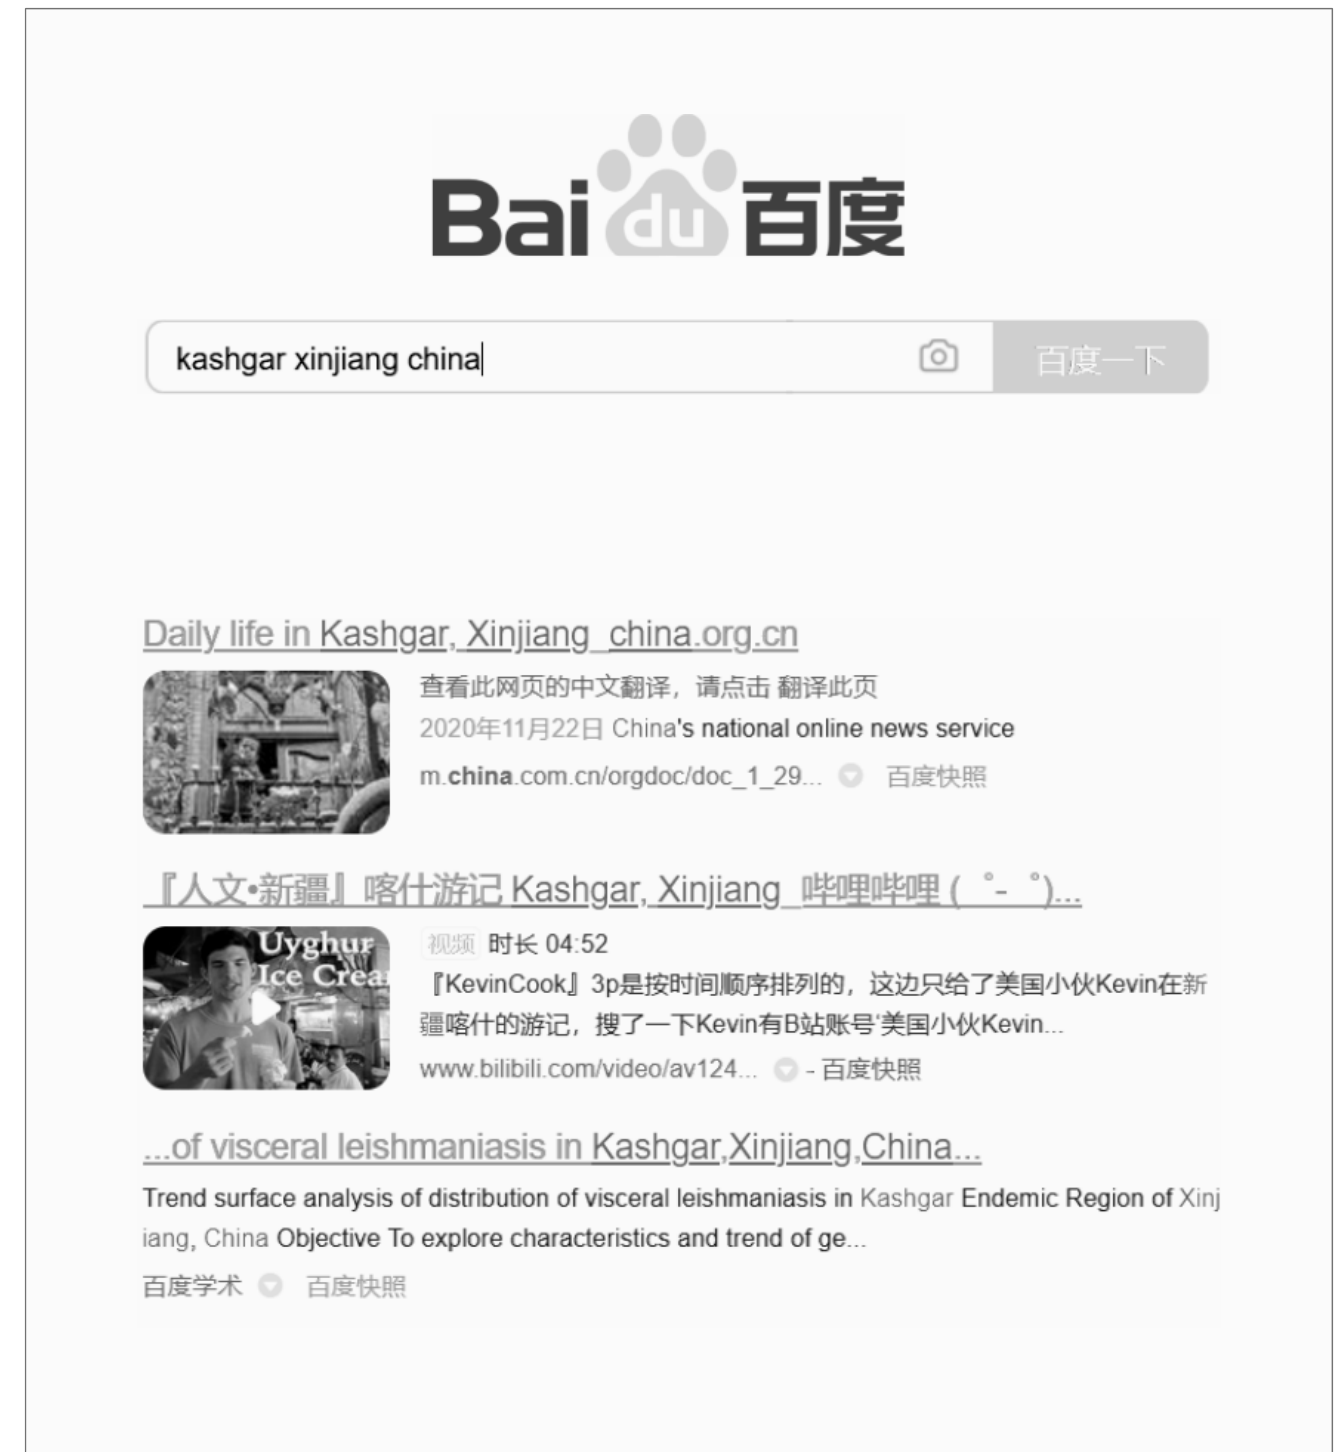 Bai du 百度
kashgar xinjiang china
百度一下
Daily life in Kashgar, Xinjiang_china.org.cn
查看此网页的中文翻译，请点击 翻译此页
2020年11月22日 China's national online news service
m.china.com.cn/orgdoc/doc_1_29... 百度快照
『人文•新疆』喀什游记 Kashgar, Xinjiang_哔哩哔哩 ( ゜- ゜)...
Uyghur
Ice Crea
视频 时长 04:52
『KevinCook』3p是按时间顺序排列的，这边只给了美国小伙Kevin在新
疆喀什的游记，搜了一下Kevin有B站账号‘美国小伙Kevin...
www.bilibili.com/video/av124... - 百度快照
...of visceral leishmaniasis in Kashgar,Xinjiang,China...
Trend surface analysis of distribution of visceral leishmaniasis in Kashgar Endemic Region of Xinj
iang, China Objective To explore characteristics and trend of ge...
百度学术 百度快照